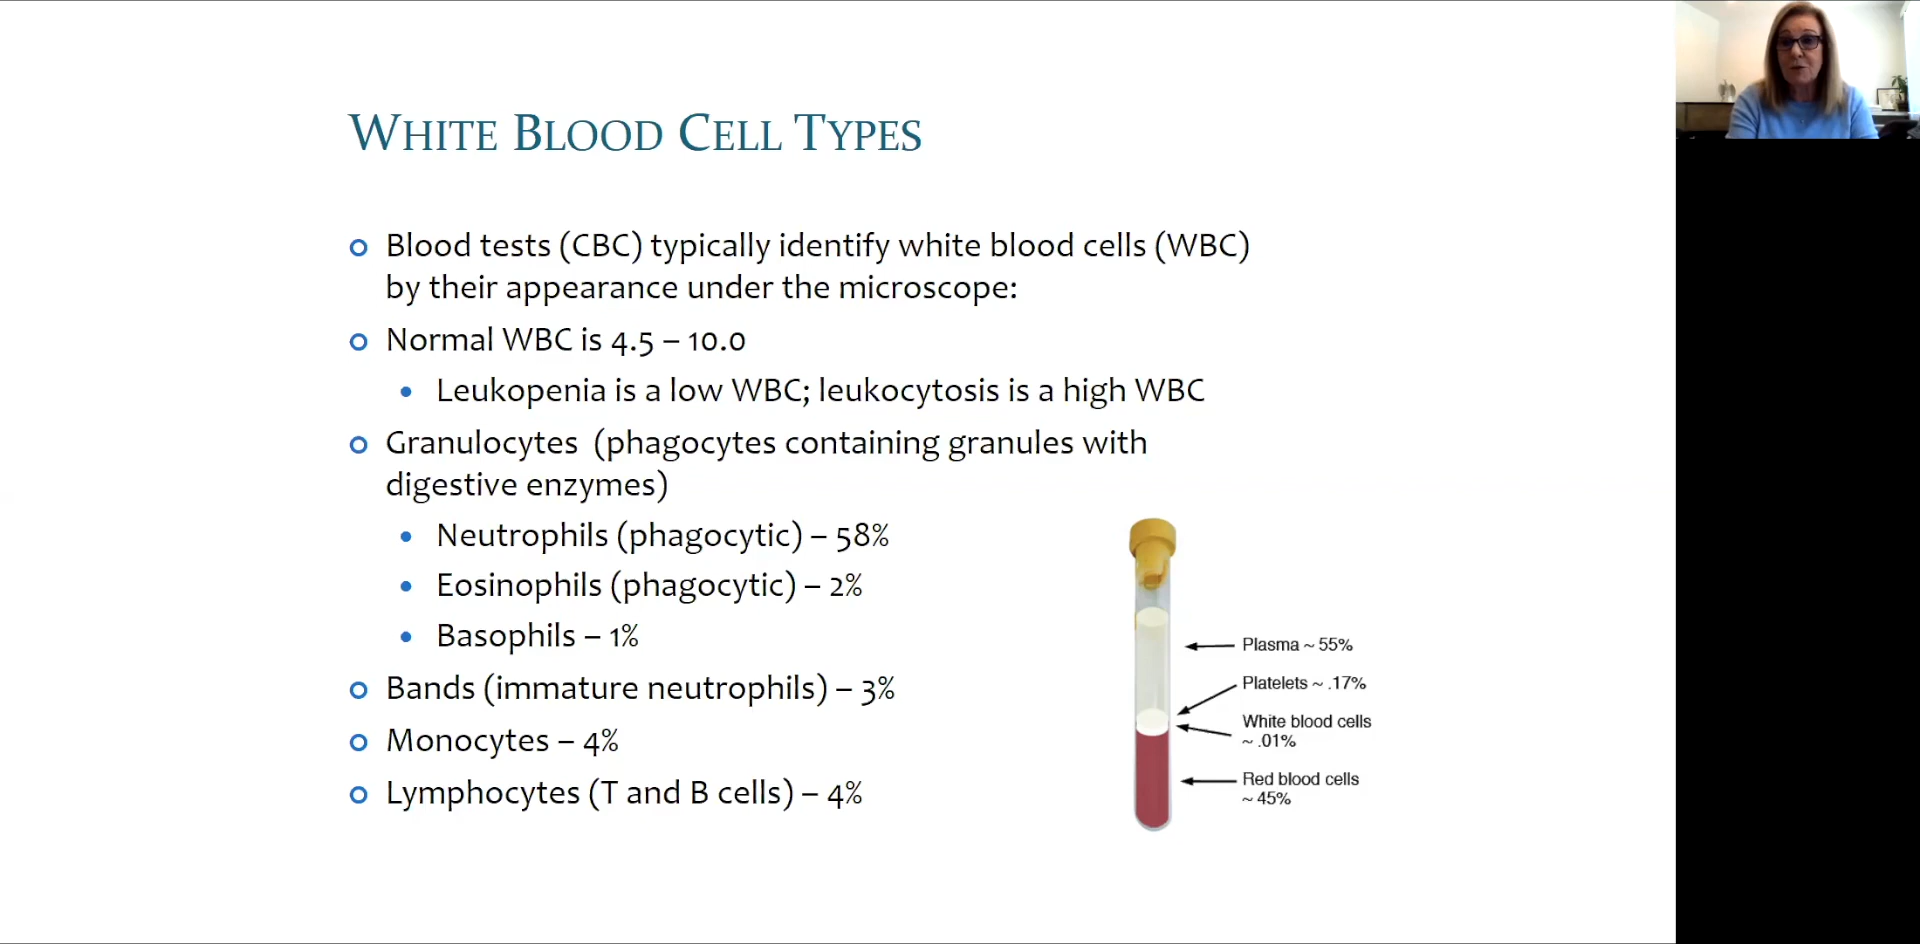 WHITE BLOOD CELL TYPES
Blood tests (CBC) typically identify white blood cells (WBC)
by their appearance under the microscope:
Normal WBC is 4.5 – 10.0
Leukopenia is a low WBC; leukocytosis is a high WBC
Granulocytes (phagocytes containing granules with
digestive enzymes)
Neutrophils (phagocytic) – 58%
Eosinophils (phagocytic) – 2%
Basophils – 1%
Bands (immature neutrophils) – 3%
Monocytes – 4%
Lymphocytes (T and B cells) – 4%
Plasma ~ 55%
Platelets ~ .17%
White blood cells
~ .01%
Red blood cells
~ 45%